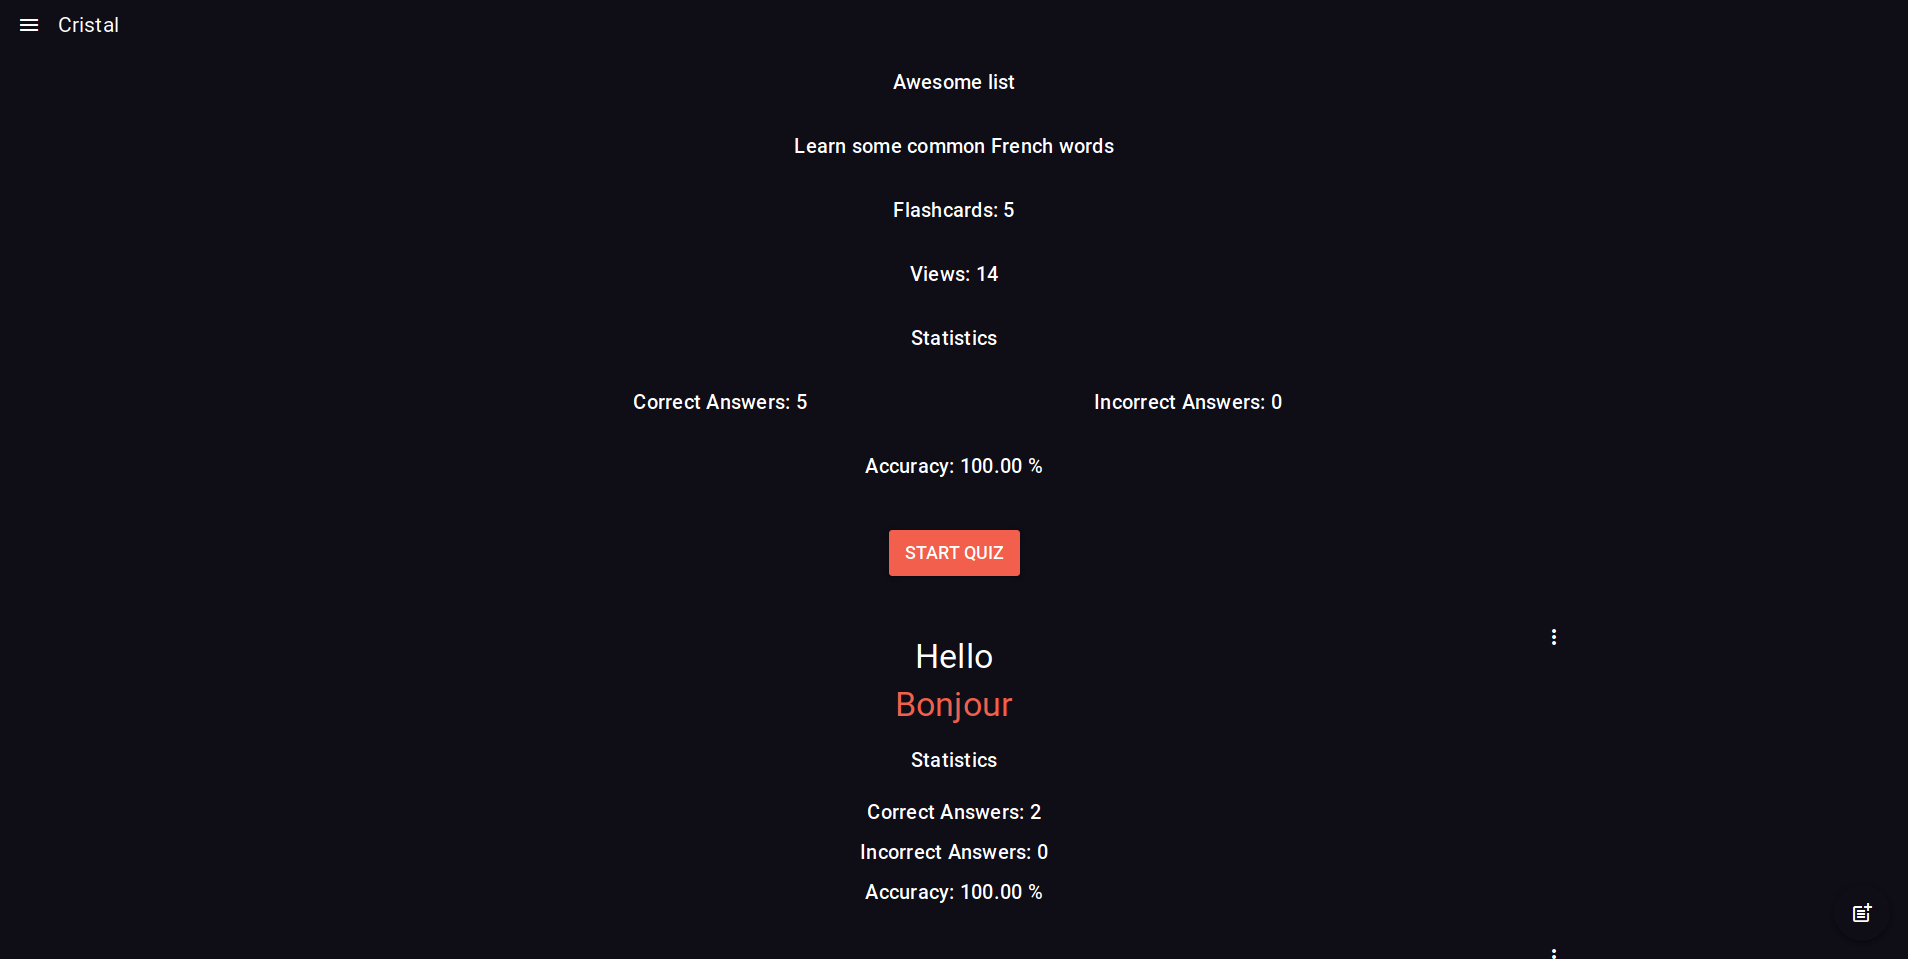 Cristal
Awesome list
Learn some common French words
Flashcards: 5
Views: 14
Statistics
Correct Answers: 5 Incorrect Answers: 0
Accuracy: 100.00 %
START QUIZ
Hello
Bonjour
Statistics
Correct Answers: 2
Incorrect Answers: 0
Accuracy: 100.00 %